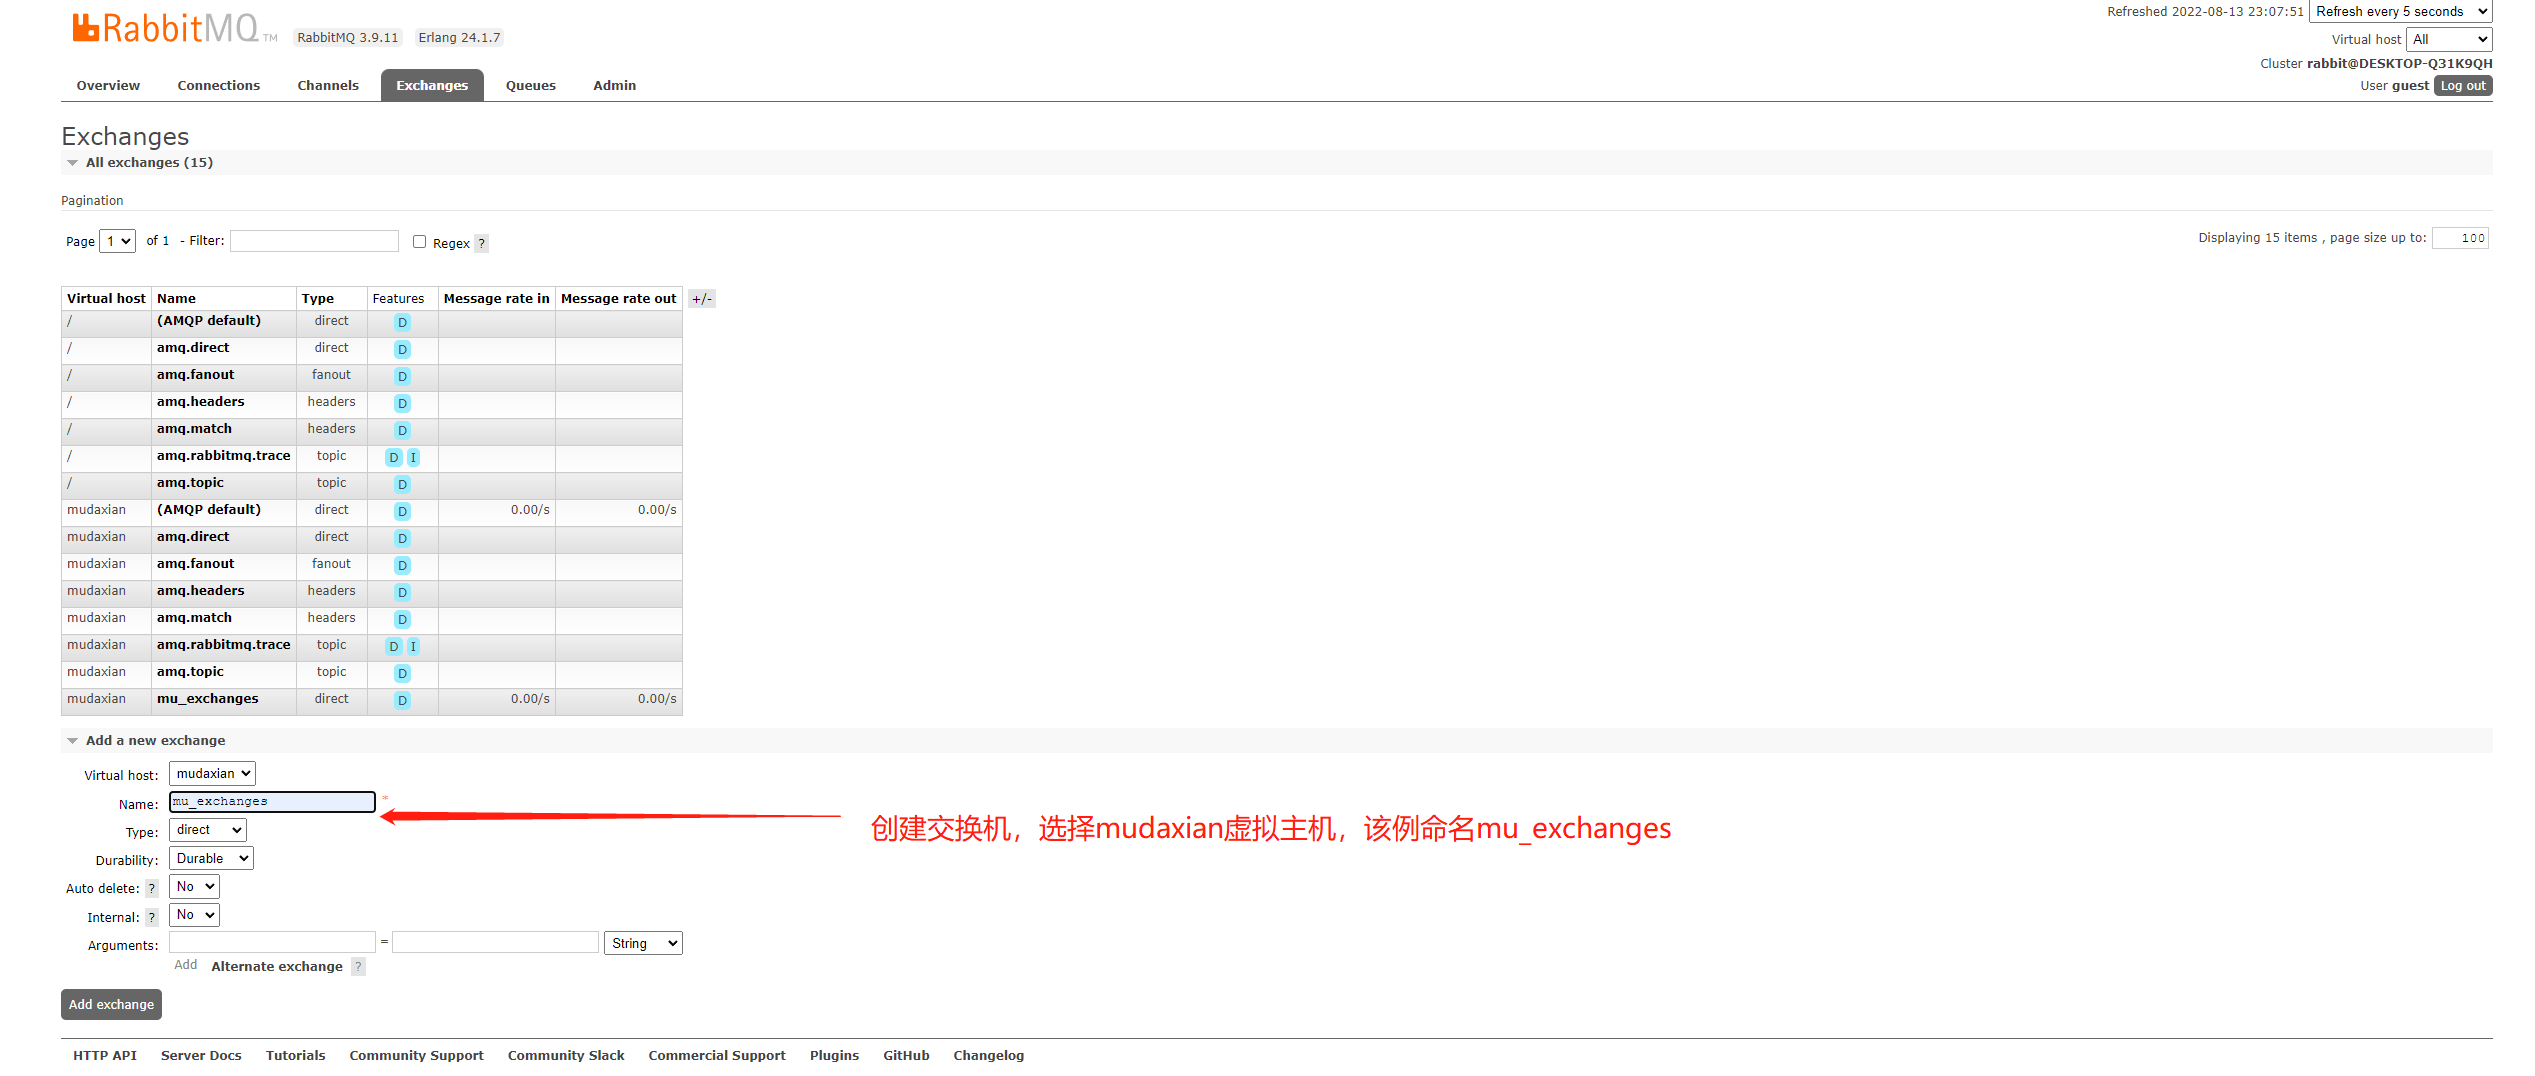 RabbitMQ TM RabbitMQ 3.9.11 Erlang 24.1.7
Refreshed 2022-08-13 23:07:51 Refresh every 5 seconds
Virtual host All
Cluster rabbit@DESKTOP-Q31K9QH
User guest Log out
Overview Connections Channels Exchanges Queues Admin
Exchanges
All exchanges (15)
Pagination
Page 1 of 1 - Filter: Regex ?
Displaying 15 items , page size up to: 100
Virtual host Name Type Features Message rate in Message rate out +/-
/ (AMQP default) direct D
/ amq.direct direct D
/ amq.fanout fanout D
/ amq.headers headers D
/ amq.match headers D
/ amq.rabbitmq.trace topic D I
/ amq.topic topic D
mudaxian (AMQP default) direct D 0.00/s 0.00/s
mudaxian amq.direct direct D
mudaxian amq.fanout fanout D
mudaxian amq.headers headers D
mudaxian amq.match headers D
mudaxian amq.rabbitmq.trace topic D I
mudaxian amq.topic topic D
mudaxian mu_exchanges direct D 0.00/s 0.00/s
Add a new exchange
Virtual host: mudaxian
Name: mu_exchanges *
创建交换机，选择mudaxian虚拟主机，该例命名mu_exchanges
Type: direct
Durability: Durable
Auto delete: ? No
Internal: ? No
Arguments: = String
Add Alternate exchange ?
Add exchange
HTTP API Server Docs Tutorials Community Support Community Slack Commercial Support Plugins GitHub Changelog